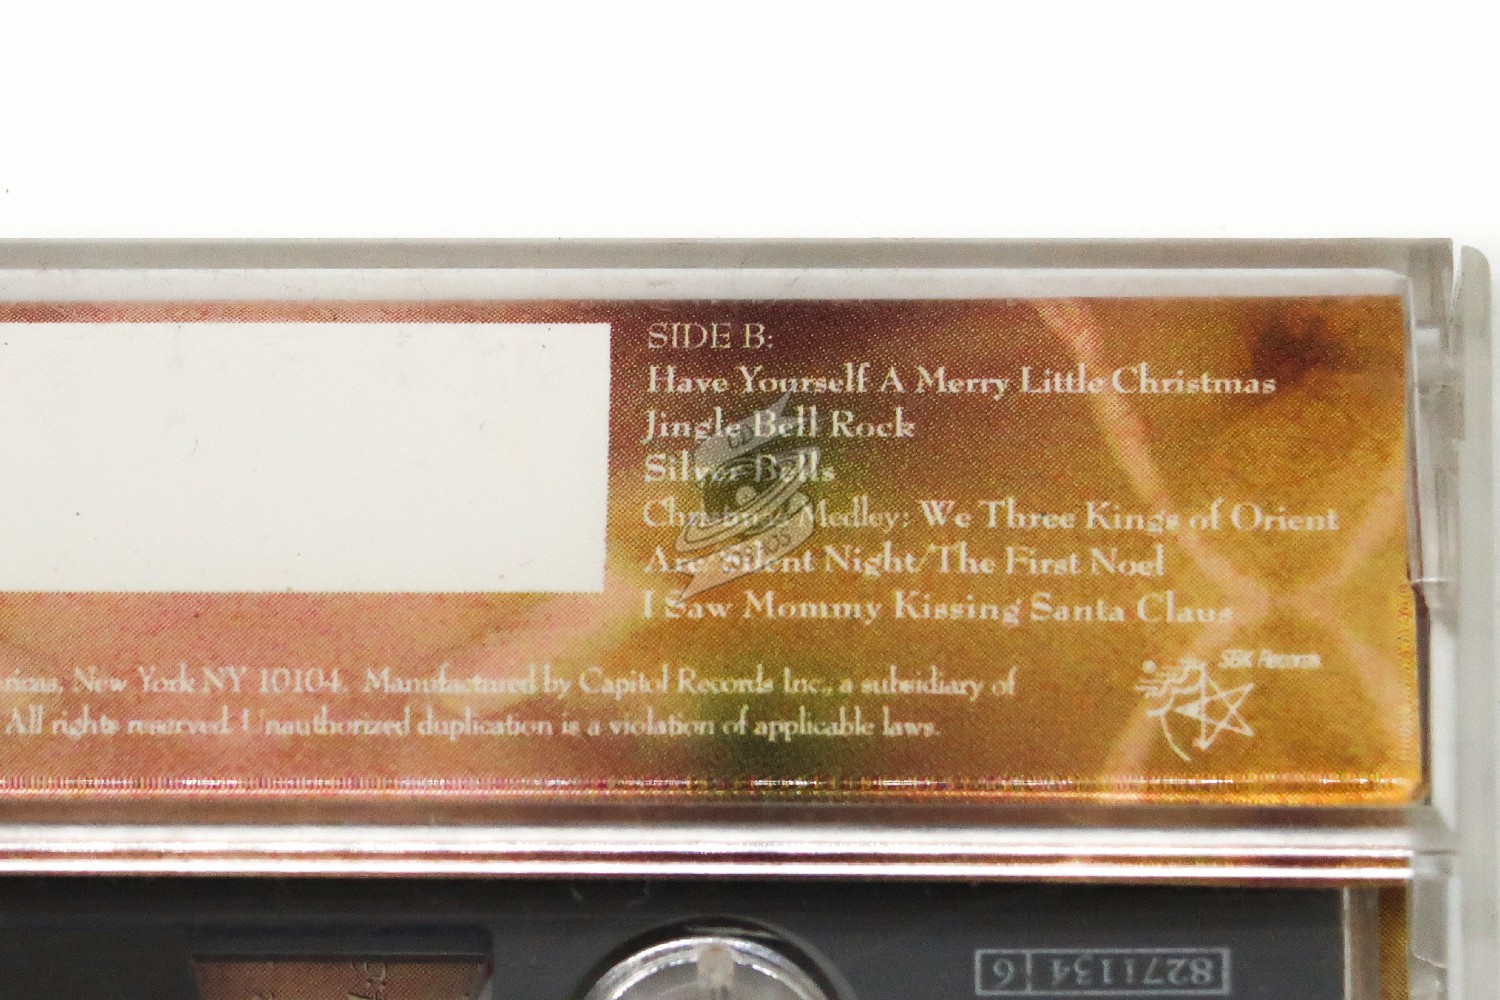 SIDE B:
Have Yourself A Merry Little Christmas
Jingle Bell Rock
Silver Bells
Christmas Medley: We Three Kings of Orient
Are/Silent Night/The First Noel
I Saw Mommy Kissing Santa Claus
SBK Records
New York NY 10104. Manufactured by Capitol Records Inc., a subsidiary of
All rights reserved. Unauthorized duplication is a violation of applicable laws.
8271134 6